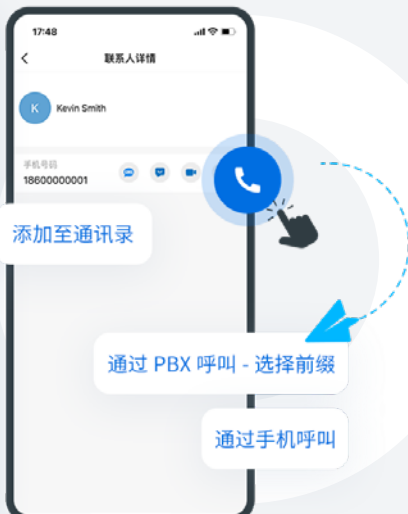 17:48
联系人详情
K
Kevin Smith
手机号码
18600000001
添加至通讯录
通过 PBX 呼叫 - 选择前缀
通过手机呼叫